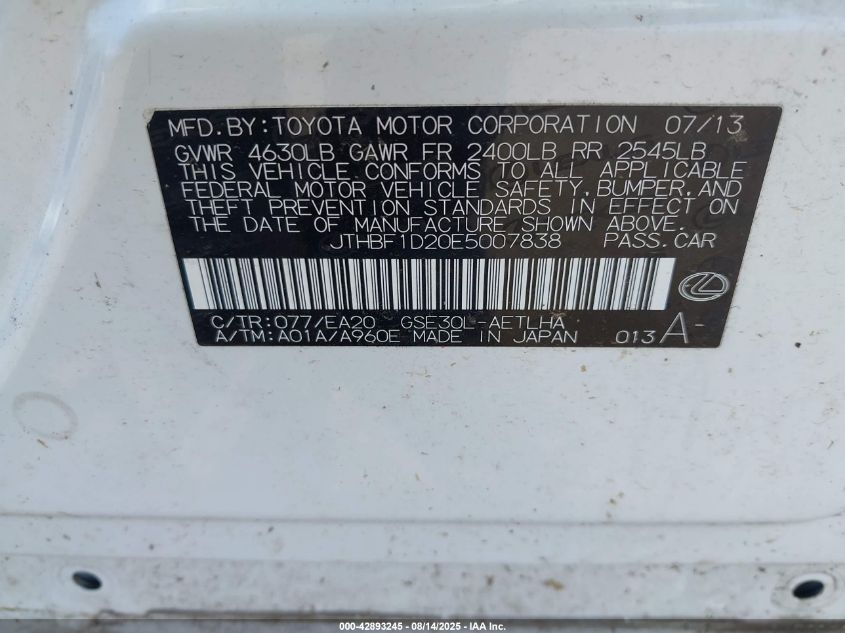 MFD.BY:TOYOTA MOTOR CORPORATION 07/13
GVWR 4630LB GAWR FR 2400LB RR 2545LB
THIS VEHICLE CONFORMS TO ALL APPLICABLE
FEDERAL MOTOR VEHICLE SAFETY, BUMPER, AND
THEFT PREVENTION STANDARDS IN EFFECT ON
THE DATE OF MANUFACTURE SHOWN ABOVE.
JTHBF1D20E5007838 PASS.CAR
C/TR:077/EA20 GSE30L-AETLHA
A/TM:A01A/A960E MADE IN JAPAN 013 A-
000-42893245 - 08/14/2025 - IAA Inc.